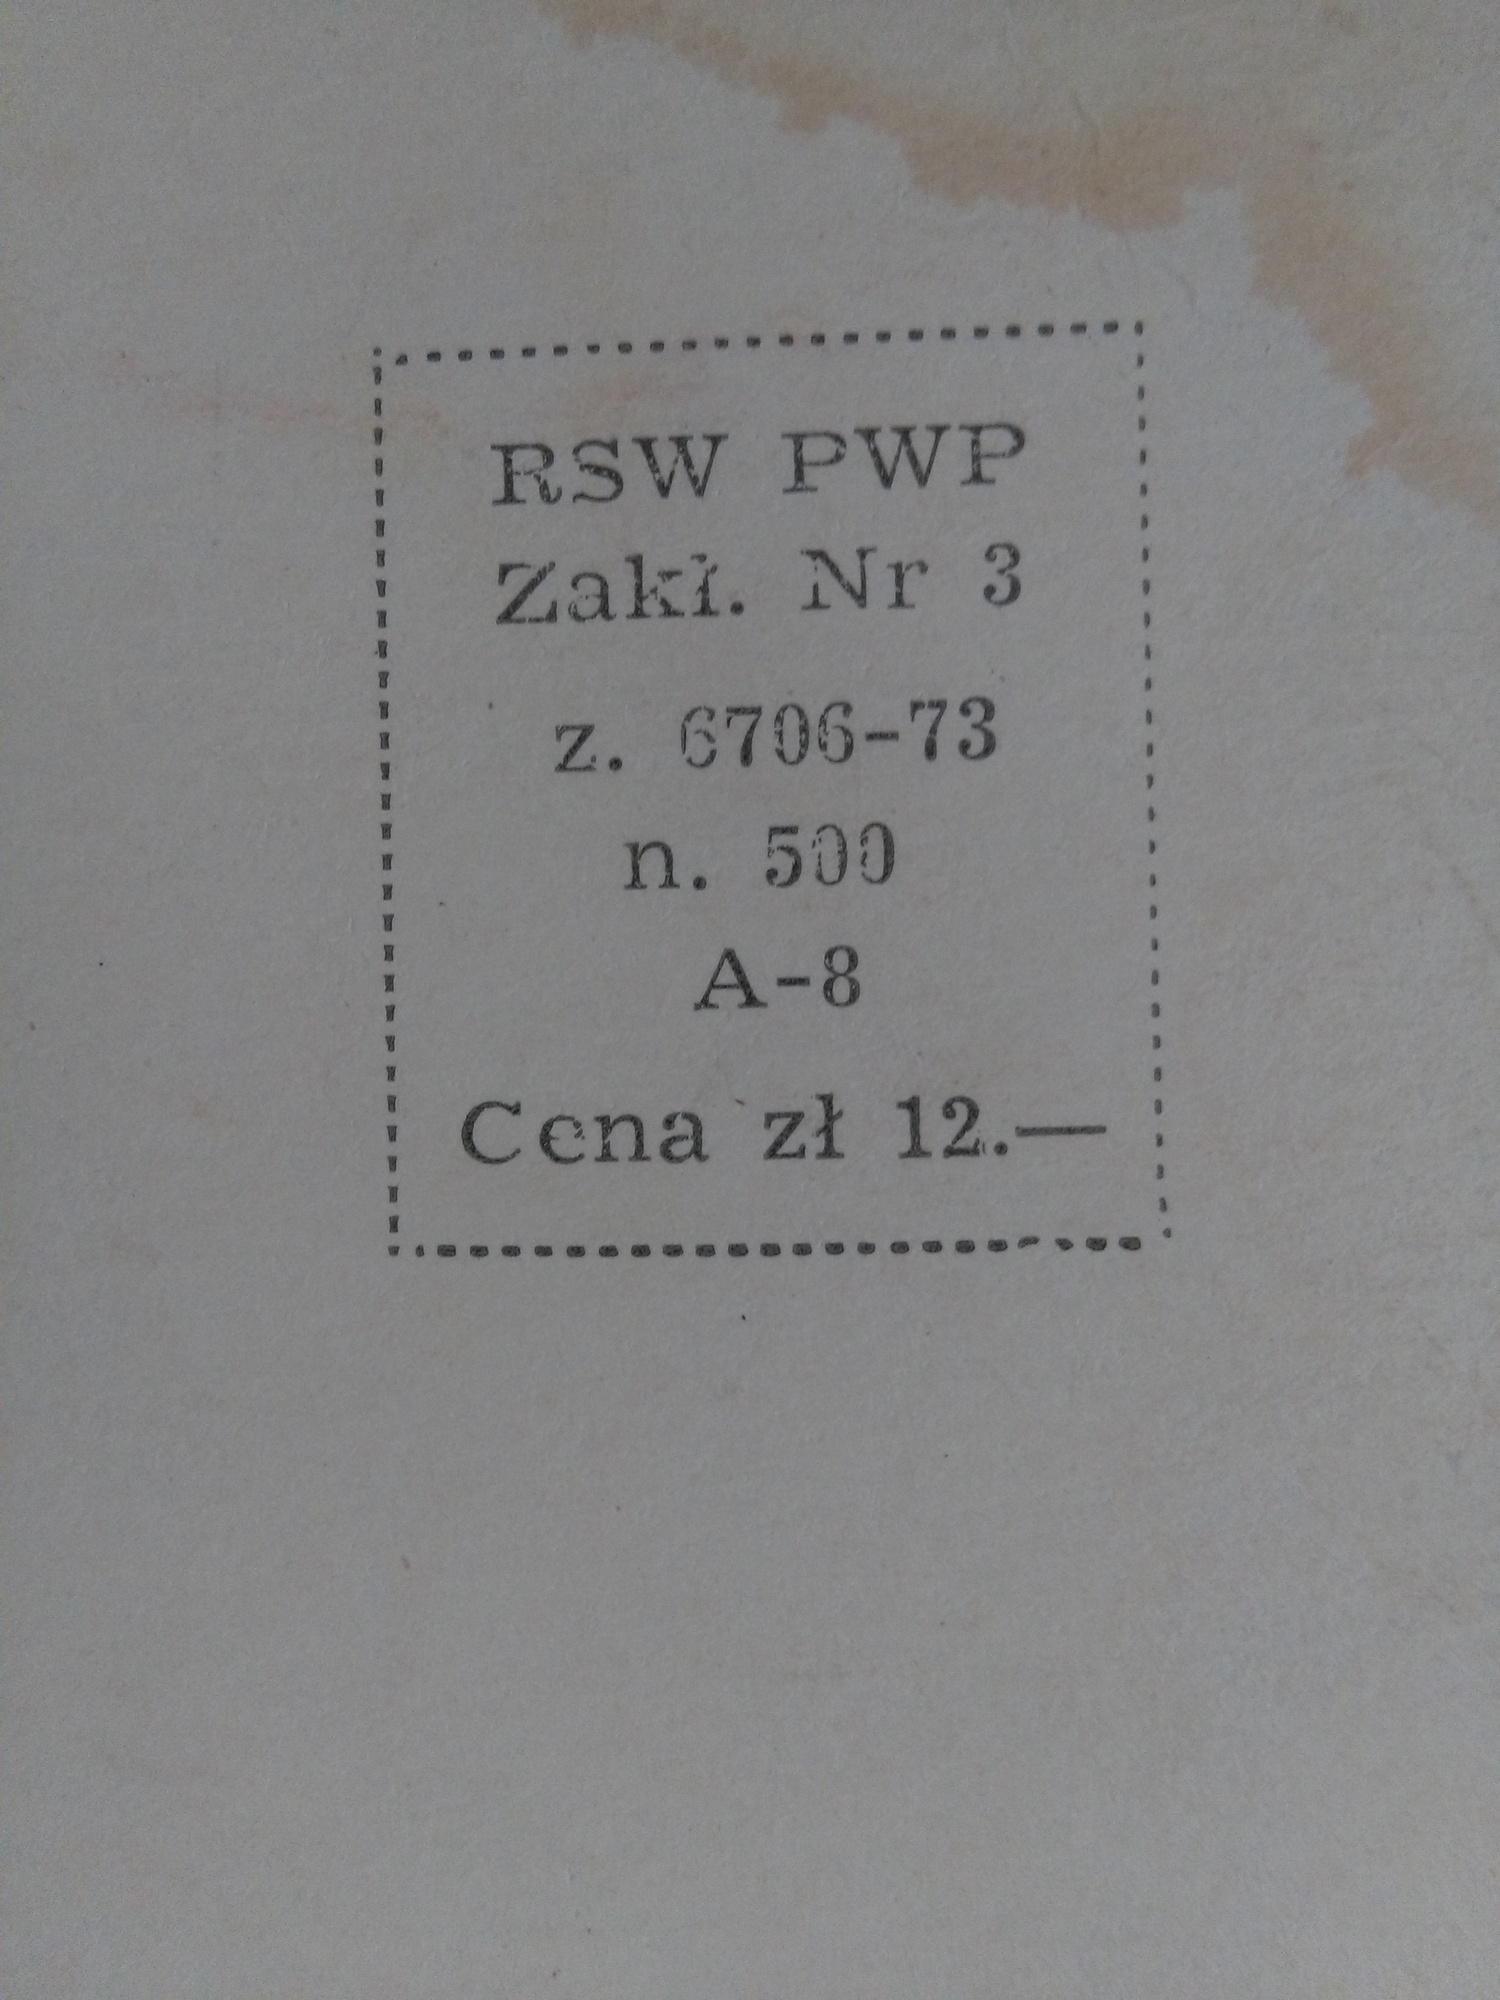 RSW PWP
Zakł. Nr 3
z. 6706-73
n. 500
A-8
Cena zł 12.—